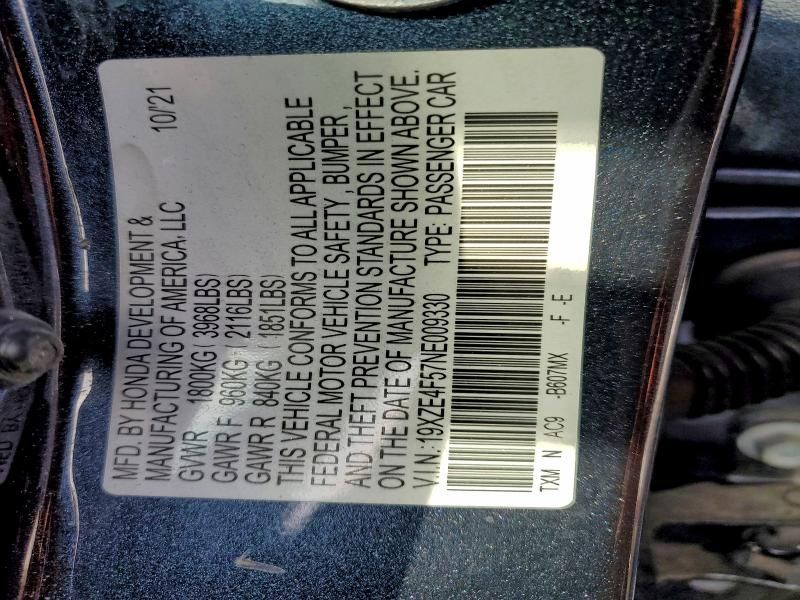 MFD. BY HONDA DEVELOPMENT &
MANUFACTURING OF AMERICA, LLC 10/'21
GVWR 1800KG( 3968LBS)
GAWR F 960KG( 2116LBS)
GAWR R 840KG( 1851LBS)
THIS VEHICLE CONFORMS TO ALL APPLICABLE
FEDERAL MOTOR VEHICLE SAFETY , BUMPER ,
AND THEFT PREVENTION STANDARDS IN EFFECT
ON THE DATE OF MANUFACTURE SHOWN ABOVE.
V.I.N.:19XZE4F57NE009330 TYPE: PASSENGER CAR
TXM N AC9 -B607MX -F -E